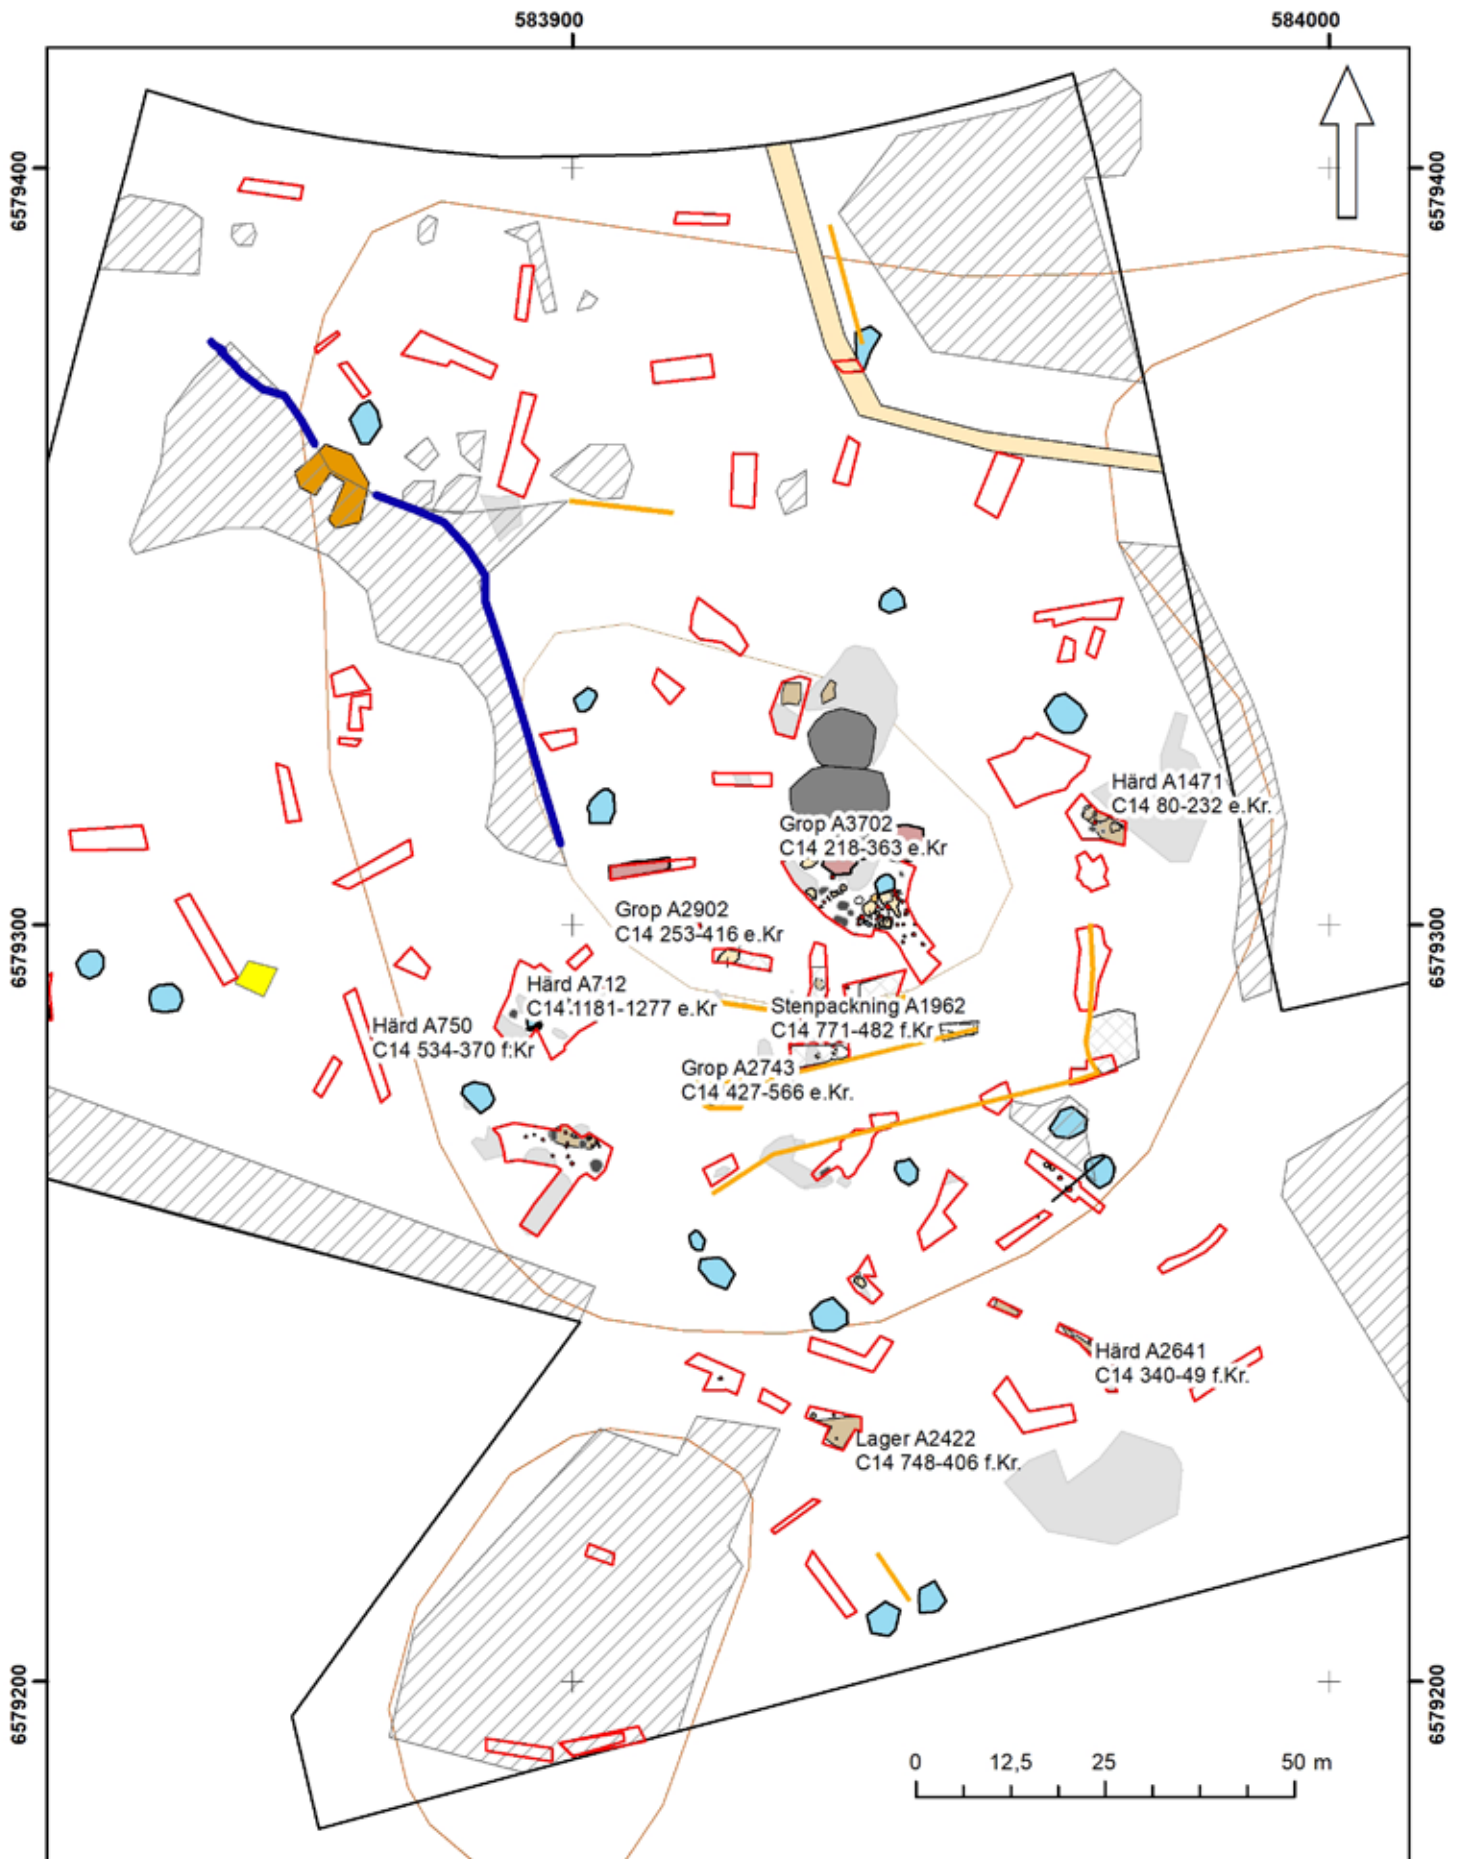 583900
584000
6579400
6579400
Härd A1471
C14 80-232 e.Kr.
Grop A3702
C14 218-363 e.Kr
Grop A2902
C14 253-416 e.Kr
6579300
6579300
Härd A712
C14 1181-1277 e.Kr
Stenpackning A1962
C14 771-482 f.Kr
Härd A750
C14 534-370 f.Kr
Grop A2743
C14 427-566 e.Kr.
Härd A2641
C14 340-49 f.Kr.
Lager A2422
C14 748-406 f.Kr.
6579200
6579200
0 12,5 25 50 m